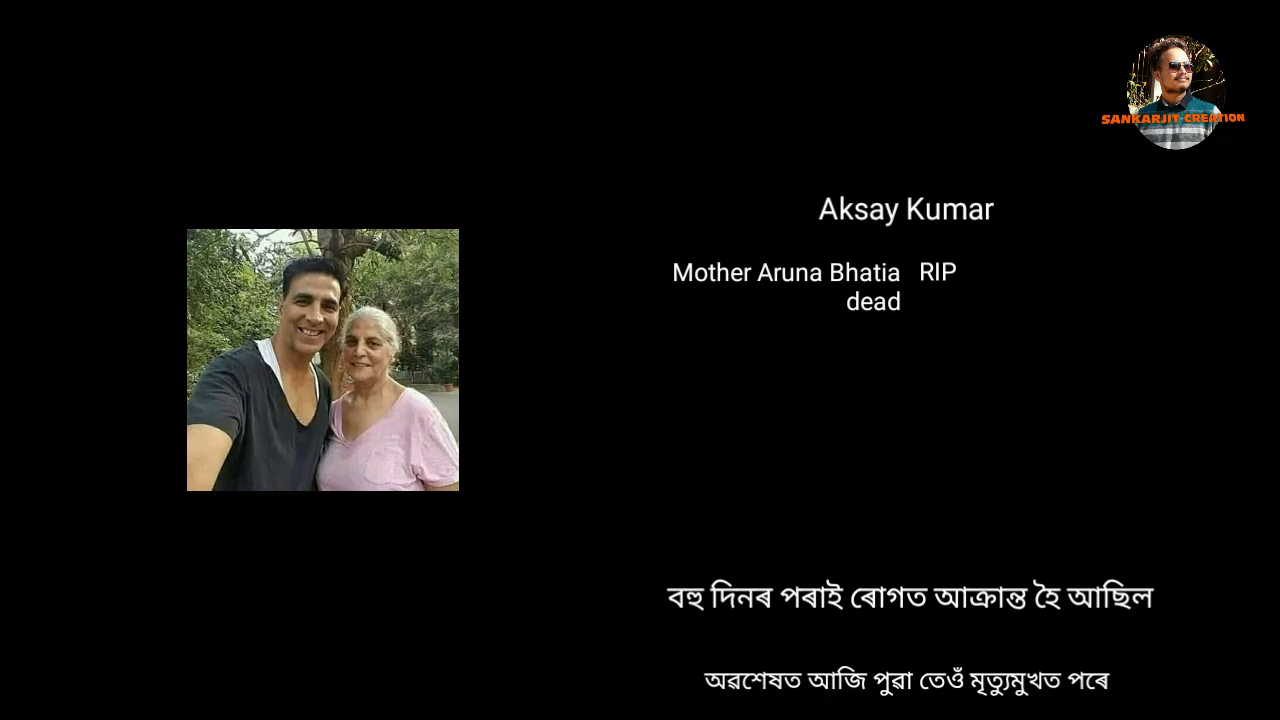 SANKARJIT-CREATION
Aksay Kumar
Mother Aruna Bhatia RIP
dead
বহু দিনৰ পৰাই ৰোগত আক্ৰান্ত হৈ আছিল
অৱশেষত আজি পুৱা তেওঁ মৃত্যুমুখত পৰে